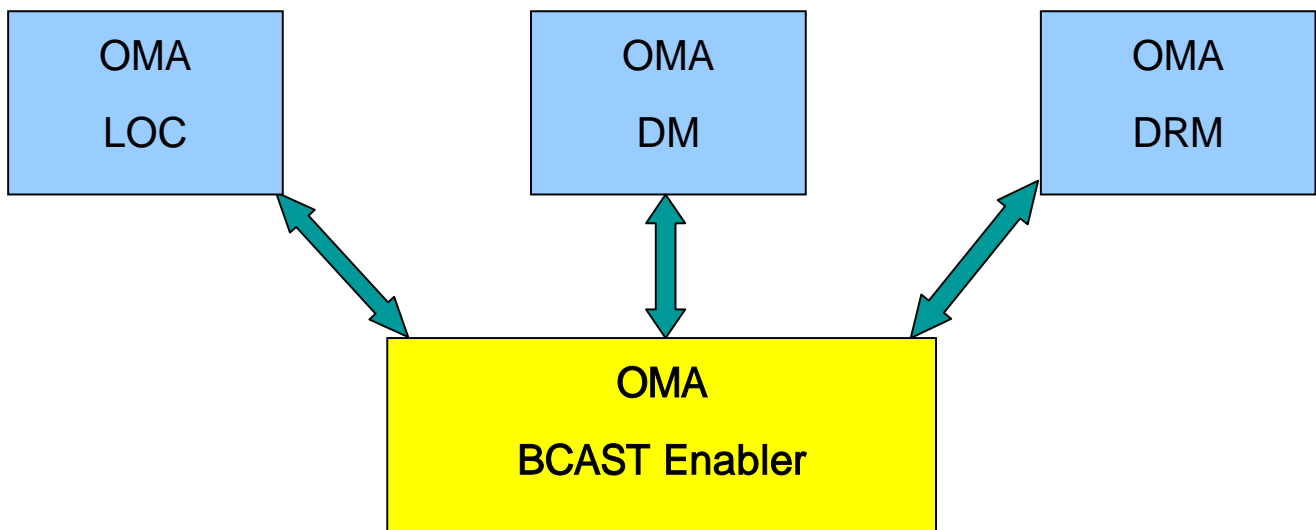 OMA
LOC
OMA
DM
OMA
DRM
OMA
BCAST Enabler